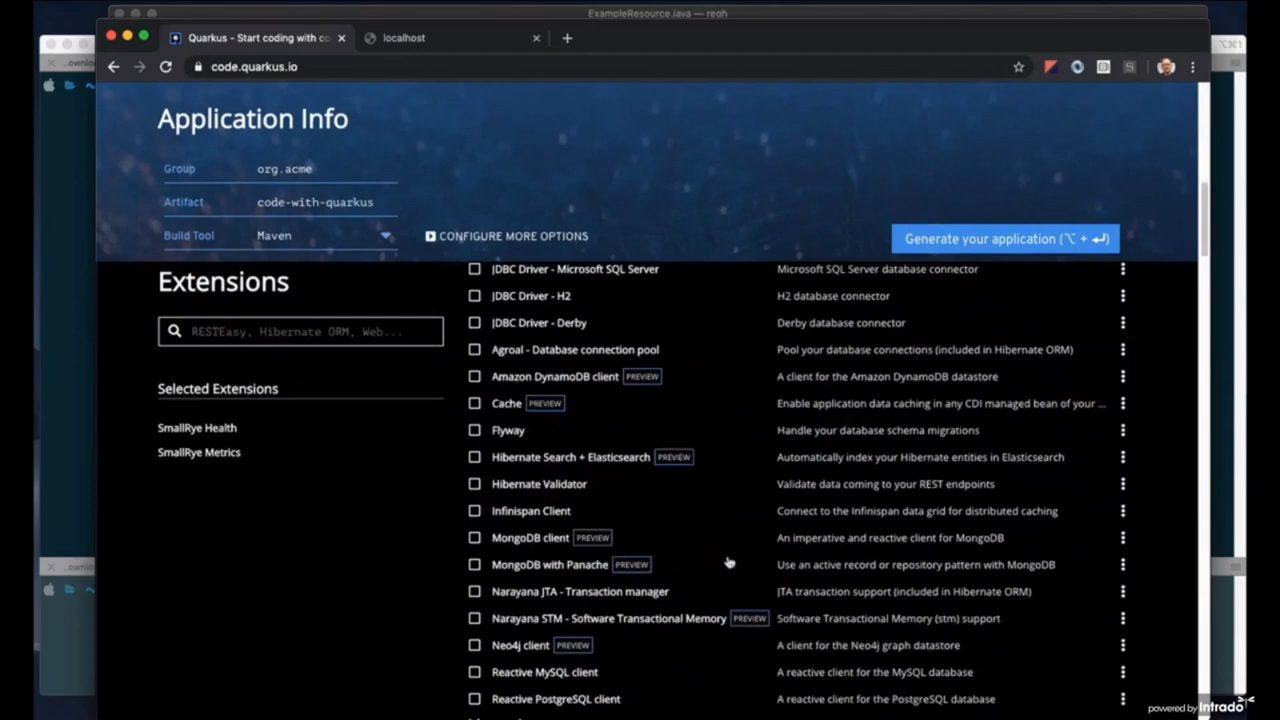 ExampleResource.java — reqh
Quarkus - Start coding with co
localhost
⌥⌘1
..ownlo
code.quarkus.io
Application Info
Group org.acme
Artifact code-with-quarkus
Build Tool Maven
CONFIGURE MORE OPTIONS
Generate your application (⌥ + ↵)
Extensions
RESTEasy, Hibernate ORM, Web...
Selected Extensions
SmallRye Health
SmallRye Metrics
JDBC Driver - Microsoft SQL Server Microsoft SQL Server database connector
JDBC Driver - H2 H2 database connector
JDBC Driver - Derby Derby database connector
Agroal - Database connection pool Pool your database connections (included in Hibernate ORM)
Amazon DynamoDB client PREVIEW A client for the Amazon DynamoDB datastore
Cache PREVIEW Enable application data caching in any CDI managed bean of your ...
Flyway Handle your database schema migrations
Hibernate Search + Elasticsearch PREVIEW Automatically index your Hibernate entities in Elasticsearch
Hibernate Validator Validate data coming to your REST endpoints
Infinispan Client Connect to the Infinispan data grid for distributed caching
MongoDB client PREVIEW An imperative and reactive client for MongoDB
MongoDB with Panache PREVIEW Use an active record or repository pattern with MongoDB
Narayana JTA - Transaction manager JTA transaction support (included in Hibernate ORM)
Narayana STM - Software Transactional Memory PREVIEW Software Transactional Memory (stm) support
Neo4j client PREVIEW A client for the Neo4j graph datastore
Reactive MySQL client A reactive client for the MySQL database
Reactive PostgreSQL client A reactive client for the PostgreSQL database
..ownlo
powered by Intrado